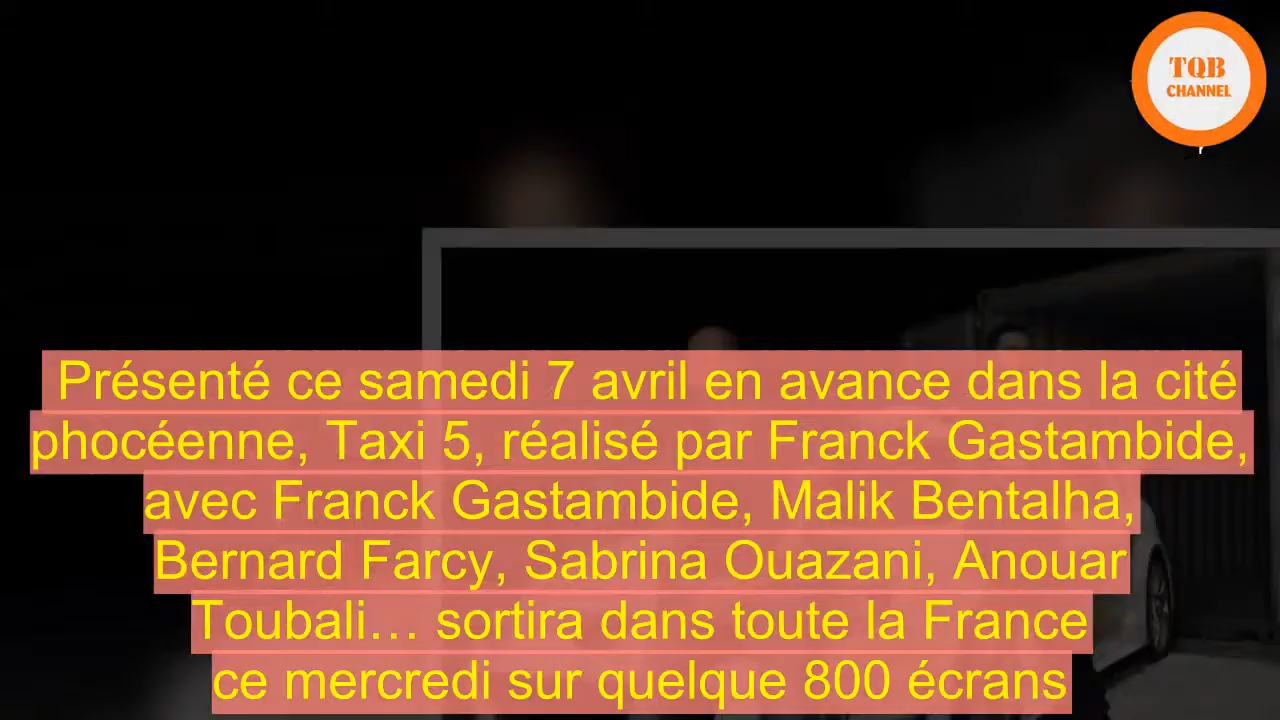 TQB
CHANNEL
Présenté ce samedi 7 avril en avance dans la cité
phocéenne, Taxi 5, réalisé par Franck Gastambide,
avec Franck Gastambide, Malik Bentalha,
Bernard Farcy, Sabrina Ouazani, Anouar
Toubali… sortira dans toute la France
ce mercredi sur quelque 800 écrans